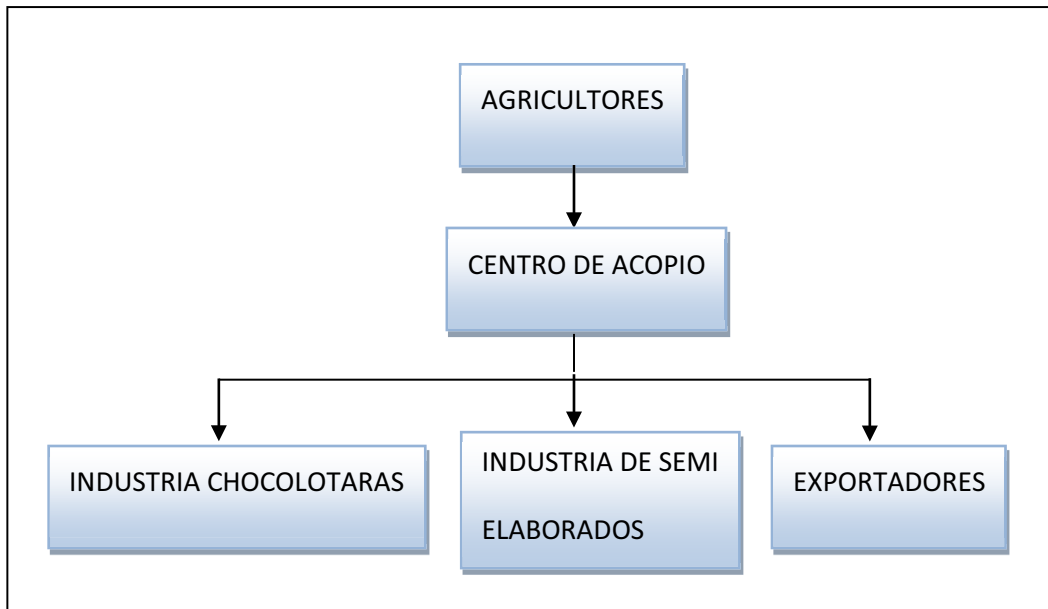 AGRICULTORES
CENTRO DE ACOPIO
INDUSTRIA CHOCOLOTARAS
INDUSTRIA DE SEMI
ELABORADOS
EXPORTADORES